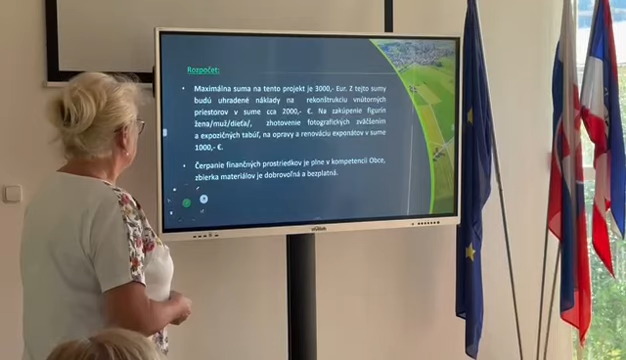 Rozpočet:
Maximálna suma na tento projekt je 3000,- Eur. Z tejto sumy
budú uhradené náklady na rekonštrukciu vnútorných
priestorov v sume cca 2000,- €. Na zakúpenie figurín
žena/muž/dieťa/, zhotovenie fotografických zväčšením
a expozičných tabúľ, na opravy a renováciu exponátov v sume
1000,- €.
Čerpanie finančných prostriedkov je plne v kompetencii Obce,
zbierka materiálov je dobrovoľná a bezplatná.